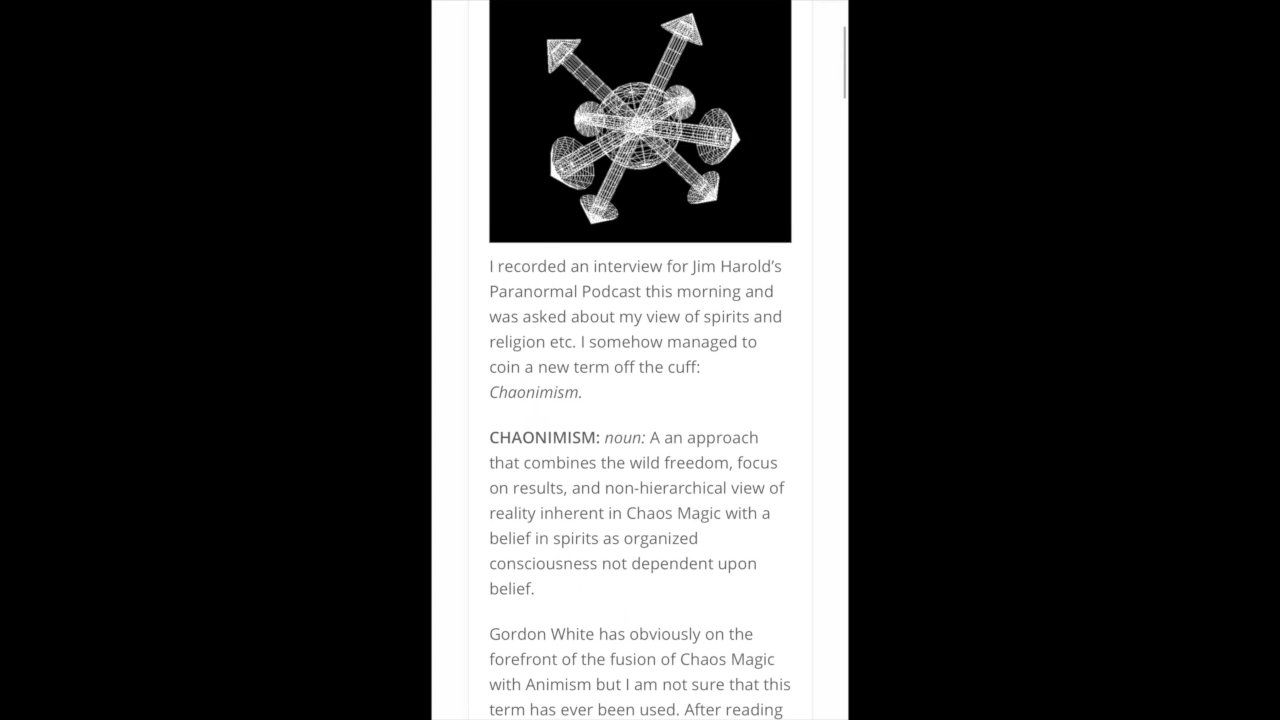 I recorded an interview for Jim Harold’s
Paranormal Podcast this morning and
was asked about my view of spirits and
religion etc. I somehow managed to
coin a new term off the cuff:
Chaonimism.
CHAONIMISM: noun: A an approach
that combines the wild freedom, focus
on results, and non-hierarchical view of
reality inherent in Chaos Magic with a
belief in spirits as organized
consciousness not dependent upon
belief.
Gordon White has obviously on the
forefront of the fusion of Chaos Magic
with Animism but I am not sure that this
term has ever been used. After reading